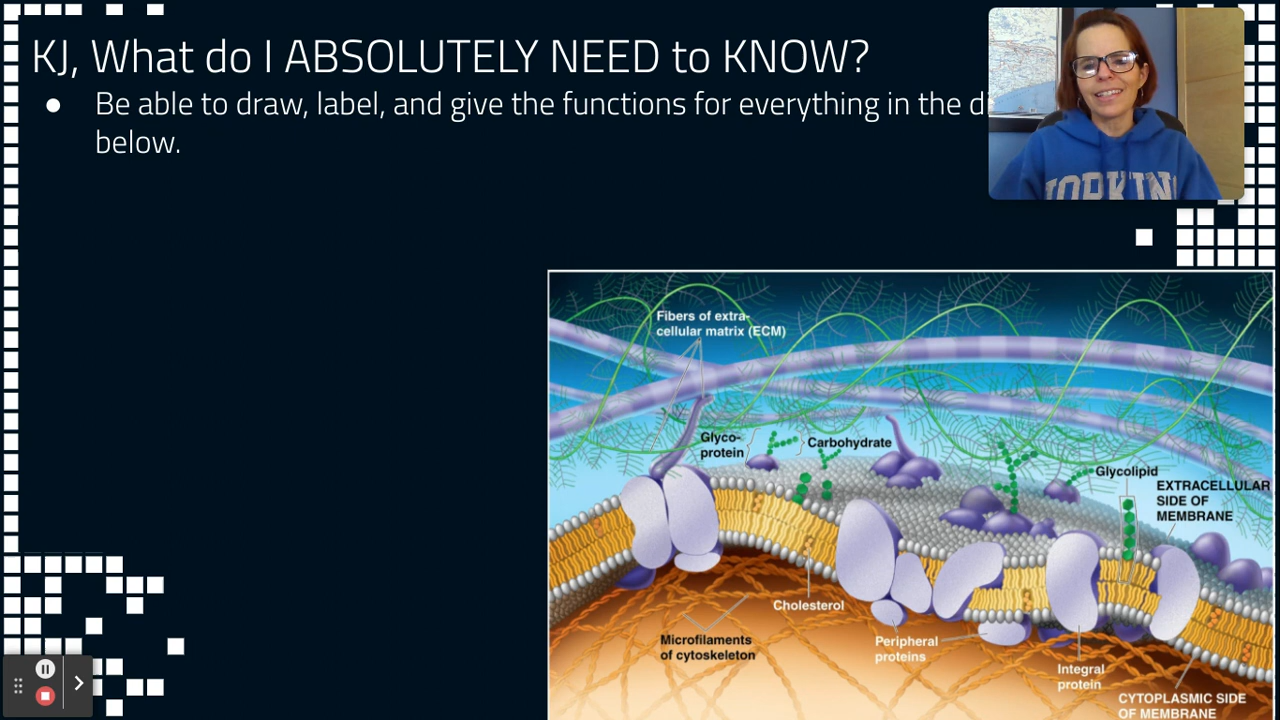 KJ, What do I ABSOLUTELY NEED to KNOW?
● Be able to draw, label, and give the functions for everything in the d
below.
Fibers of extra-
cellular matrix (ECM)
Glyco-
protein
Carbohydrate
Glycolipid
EXTRACELLULAR
SIDE OF
MEMBRANE
Cholesterol
Microfilaments
of cytoskeleton
Peripheral
proteins
Integral
protein
CYTOPLASMIC SIDE
OF MEMBRANE